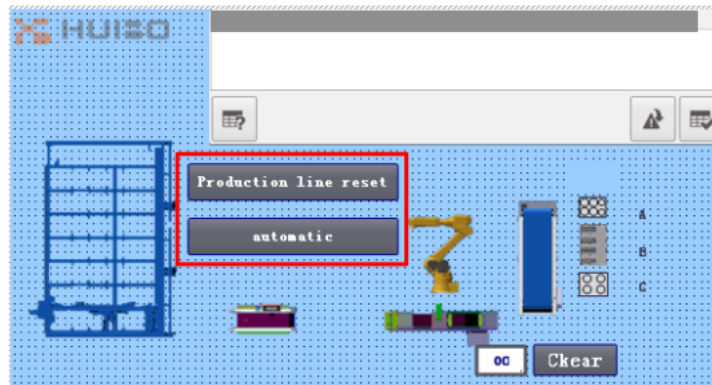 HUIBO
?
Production line reset
automatic
A
B
C
00
Ckear